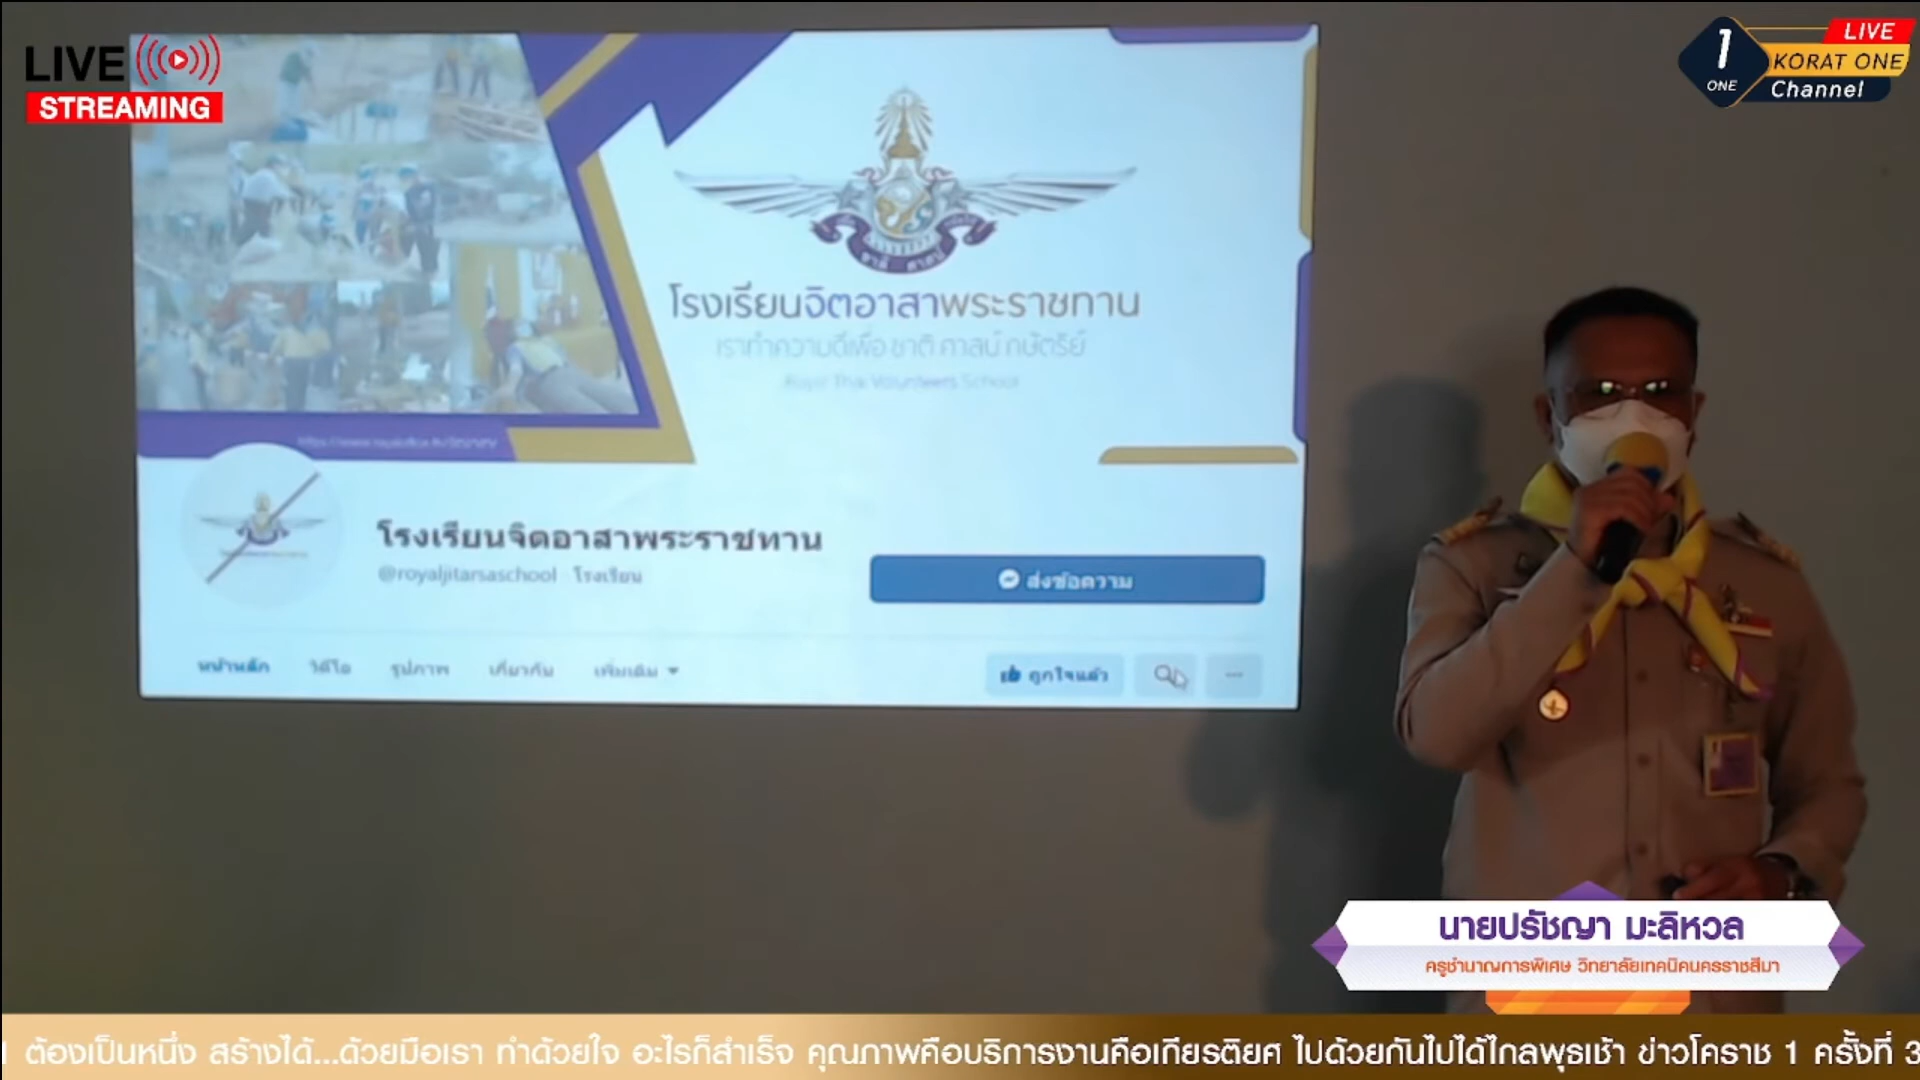 LIVE
STREAMING
1
ONE
LIVE
KORAT ONE
Channel
โรงเรียนจิตอาสาพระราชทาน
เราทำความดีเพื่อ ชาติ ศาสน์ กษัตริย์
Royal Thai Volunteers School
โรงเรียนจิตอาสาพระราชทาน
@royaljitarsaschool · โรงเรียน
ส่งข้อความ
หน้าหลัก วิดีโอ รูปภาพ เกี่ยวกับ เพิ่มเติม
ถูกใจแล้ว
นายปรัชญา มะลิหวล
ครูชำนาญการพิเศษ วิทยาลัยเทคนิคนครราชสีมา
1 ต้องเป็นหนึ่ง สร้างได้...ด้วยมือเรา ทำด้วยใจ อะไรก็สำเร็จ คุณภาพคือบริการงานคือเกียรติยศ ไปด้วยกันไปได้ไกลพุธเช้า ข่าวโคราช 1 ครั้งที่ 3